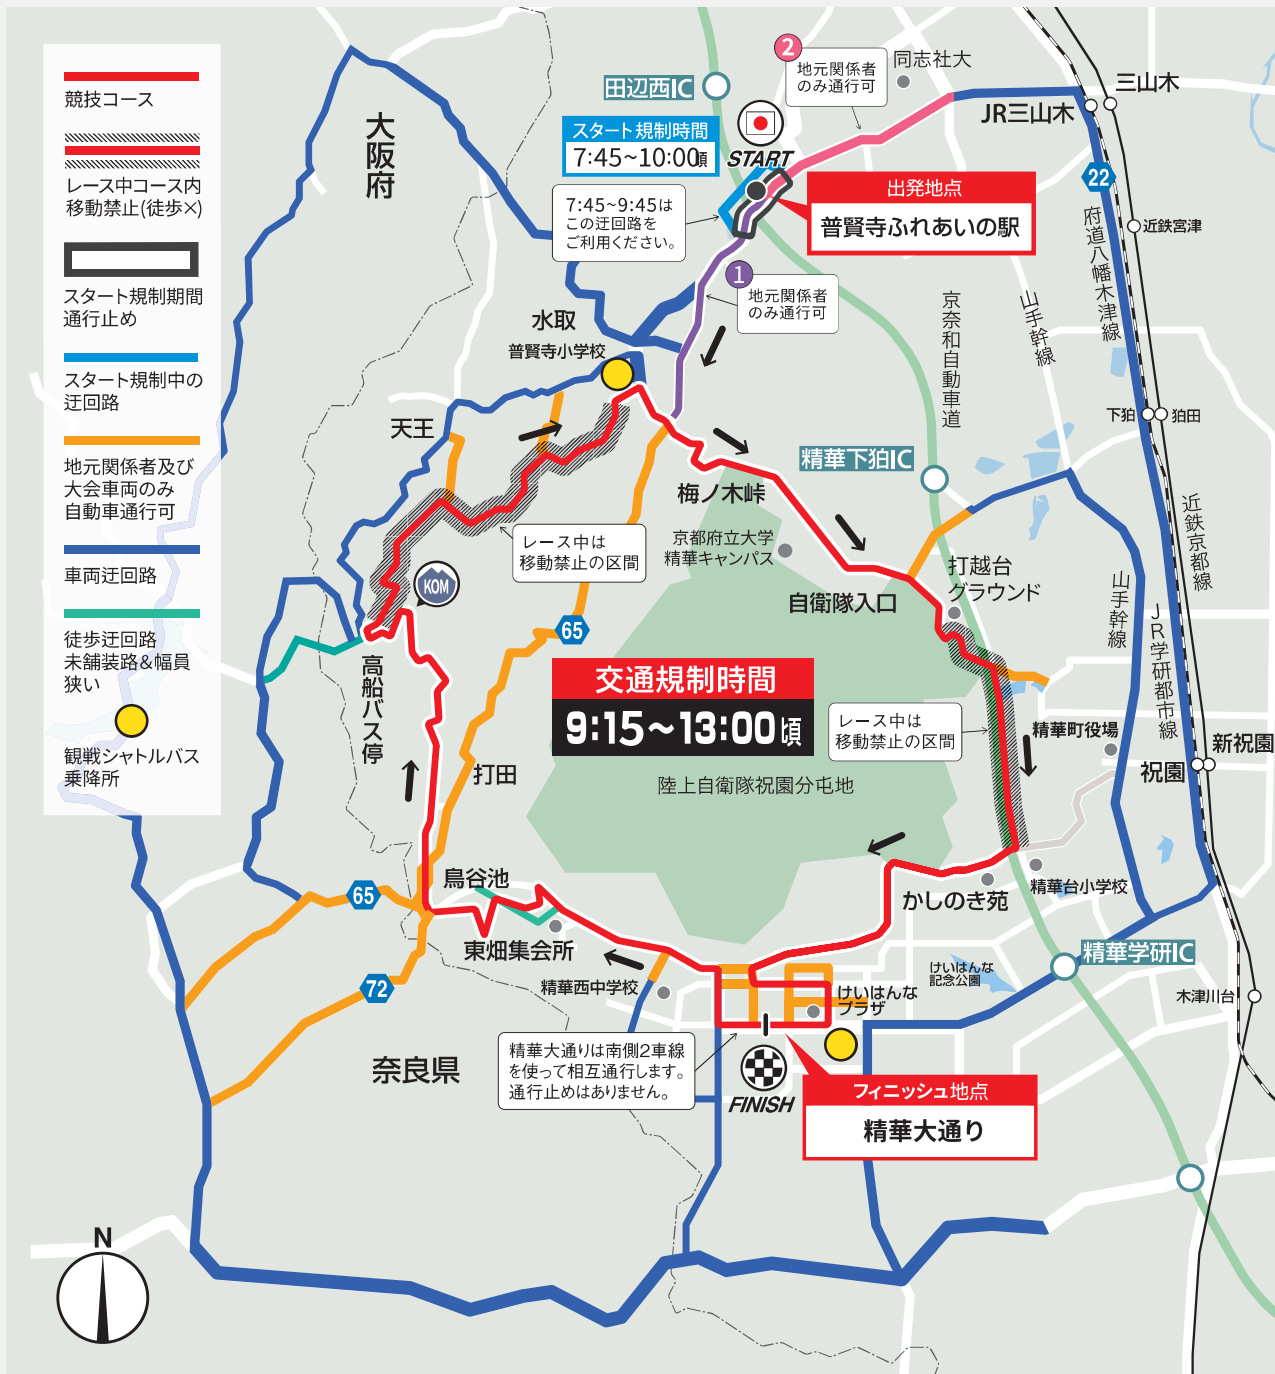 競技コース
レース中コース内
移動禁止(徒歩×)
スタート規制期間
通行止め
スタート規制中の
迂回路
地元関係者及び
大会車両のみ
自動車通行可
車両迂回路
徒歩迂回路
未舗装路&幅員
狭い
観戦シャトルバス
乗降所
大阪府
田辺西IC
2
地元関係者
のみ通行可
同志社大
三山木
JR三山木
スタート規制時間
7:45~10:00頃
START
22
出発地点
普賢寺ふれあいの駅
7:45~9:45は
この迂回路を
ご利用ください。
府道八幡木津線
近鉄宮津
1
地元関係者
のみ通行可
京奈和自動車道
山手幹線
水取
普賢寺小学校
下狛
狛田
天王
精華下狛IC
梅ノ木峠
近鉄京都線
レース中は
移動禁止の区間
京都府立大学
精華キャンパス
打越台
グラウンド
KOM
自衛隊入口
山手幹線
JR学研都市線
65
高船バス停
交通規制時間
9:15~13:00頃
レース中は
移動禁止の区間
精華町役場
新祝園
祝園
打田
陸上自衛隊祝園分屯地
鳥谷池
65
かしのき苑
精華台小学校
東畑集会所
精華学研IC
72
精華西中学校
けいはんな
記念公園
けいはんな
プラザ
木津川台
奈良県
精華大通りは南側2車線
を使って相互通行します。
通行止めはありません。
FINISH
フィニッシュ地点
精華大通り
N